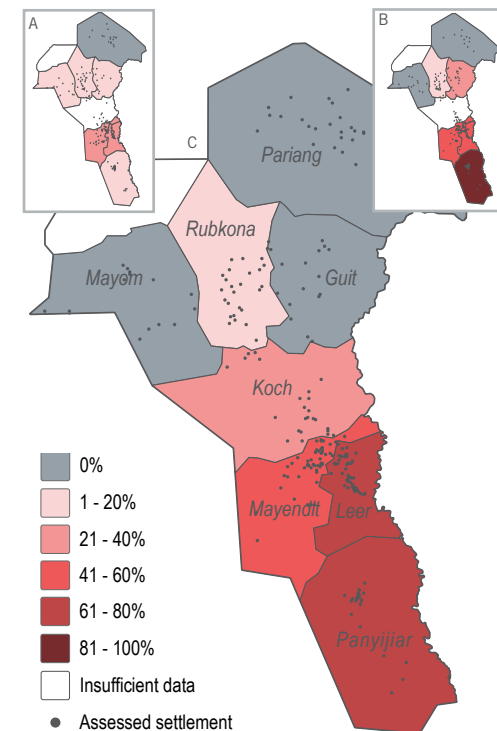 A
B
C
Pariang
Rubkona
Mayom
Guit
Koch
Mayendit
Leer
Panyijiar
0%
1 - 20%
21 - 40%
41 - 60%
61 - 80%
81 - 100%
Insufficient data
Assessed settlement